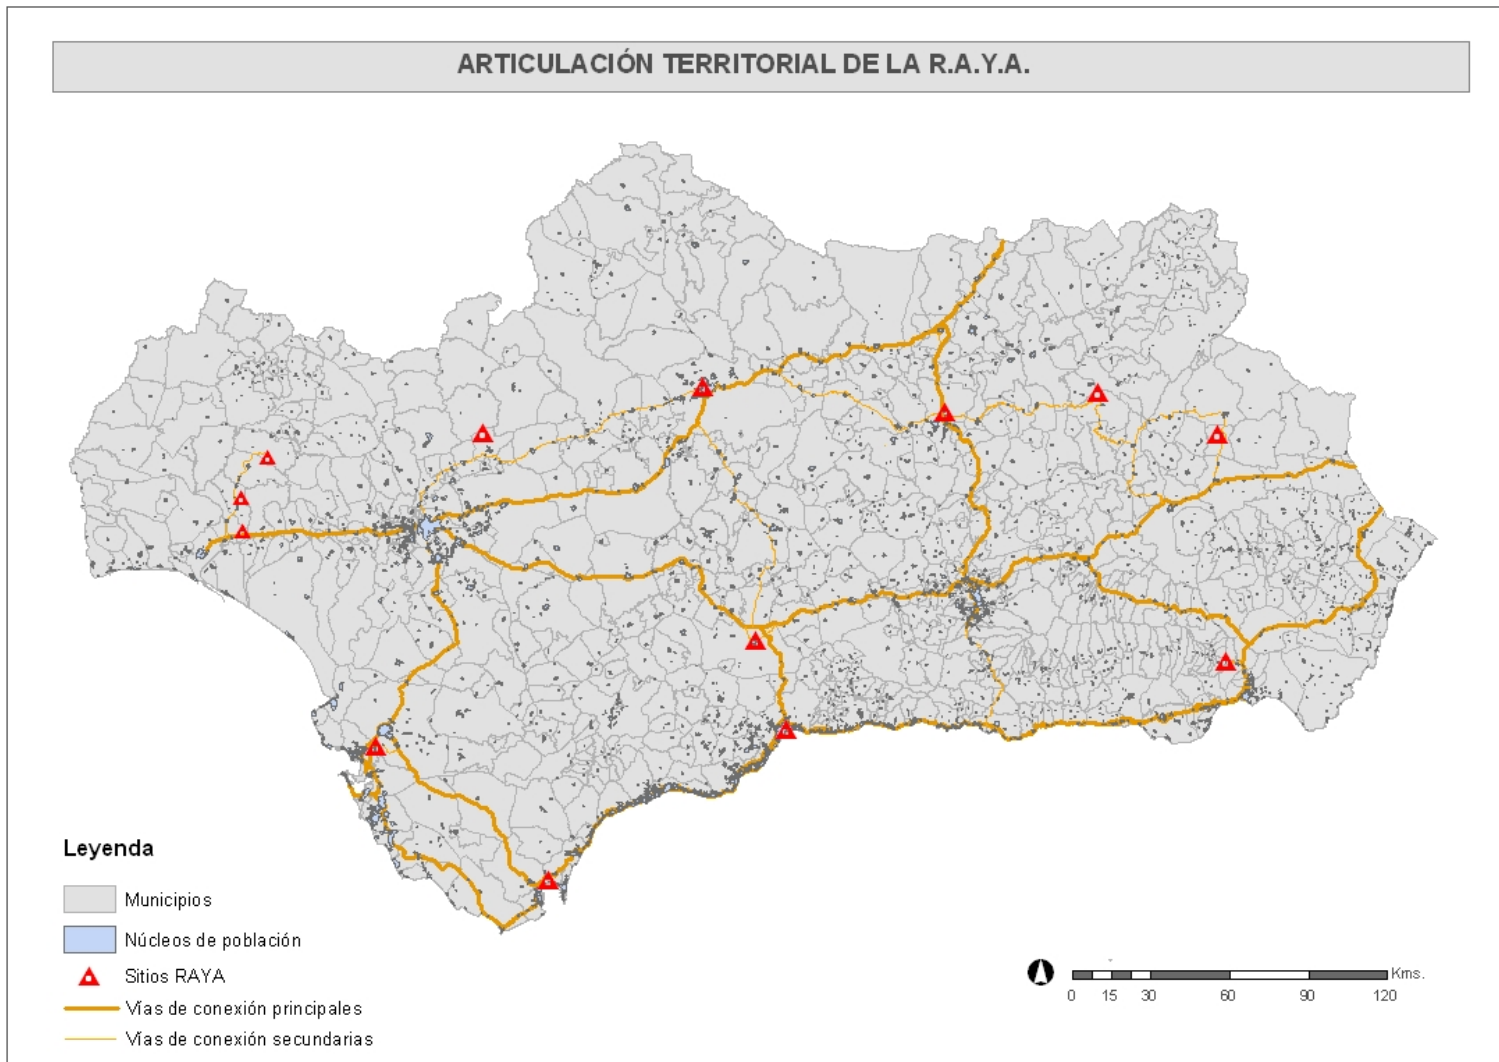 ARTICULACIÓN TERRITORIAL DE LA R.A.Y.A.
Leyenda
Municipios
Núcleos de población
Sitios RAYA
Vías de conexión principales
Vías de conexión secundarias
Kms.
0 15 30 60 90 120